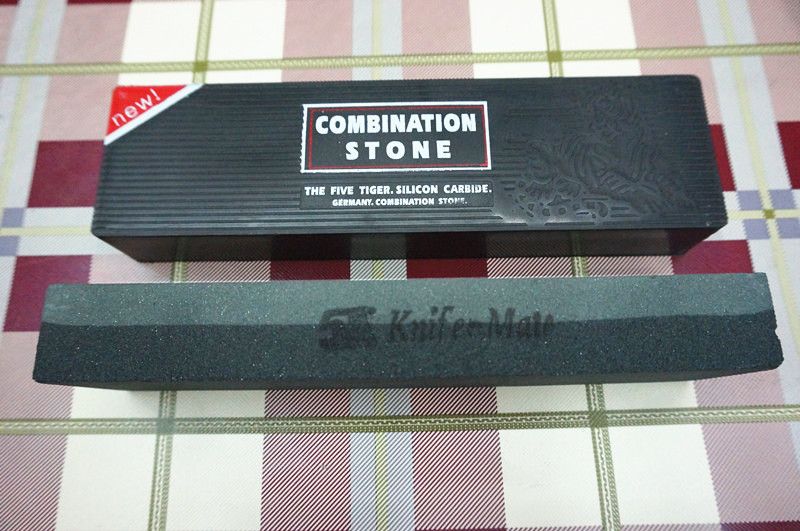 new!
COMBINATION
STONE
THE FIVE TIGER. SILICON CARBIDE.
GERMANY. COMBINATION STONE.
Knife-Mate